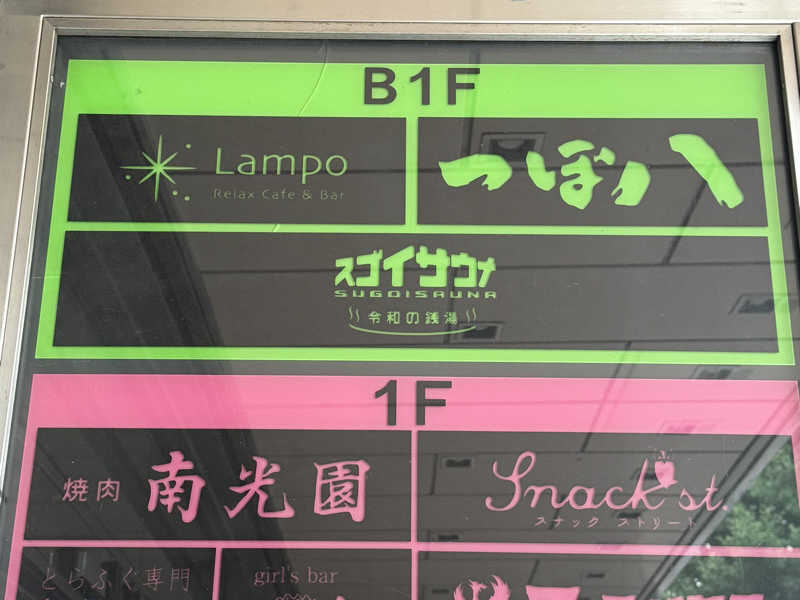 B1F
Lampo
Relax Cafe & Bar
つぼ八
スゴイサウナ
SUGOISAUNA
令和の銭湯
1F
焼肉 南光園
Snack st.
スナック ストリート
とらふぐ専門
girl's bar